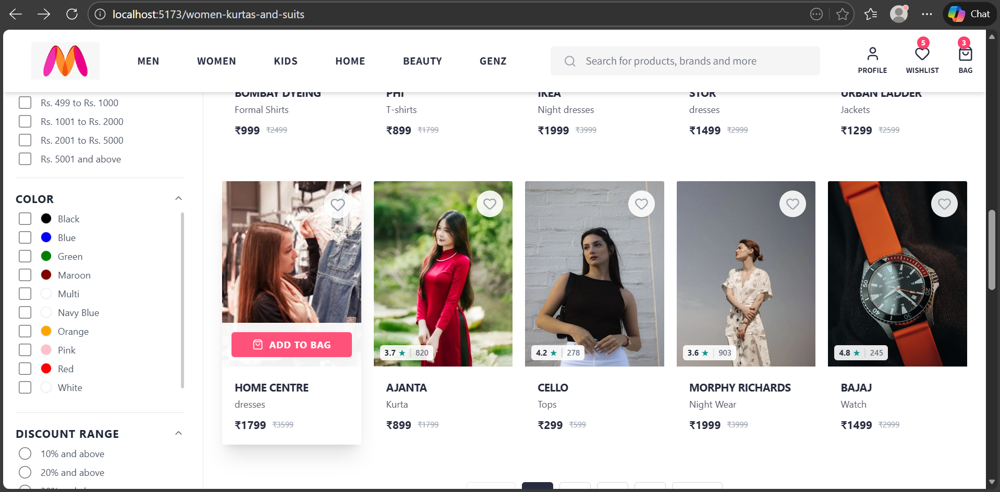 localhost:5173/women-kurtas-and-suits
Chat
MEN
WOMEN
KIDS
HOME
BEAUTY
GENZ
Search for products, brands and more
PROFILE
5
WISHLIST
3
BAG
Rs. 499 to Rs. 1000
Rs. 1001 to Rs. 2000
Rs. 2001 to Rs. 5000
Rs. 5001 and above
COLOR
Black
Blue
Green
Maroon
Multi
Navy Blue
Orange
Pink
Red
White
DISCOUNT RANGE
10% and above
20% and above
BOMBAY DYEING
Formal Shirts
₹999 ₹2499
PHI
T-shirts
₹899 ₹1799
IKEA
Night dresses
₹1999 ₹3999
STOR
dresses
₹1499 ₹2999
URBAN LADDER
Jackets
₹1299 ₹2599
ADD TO BAG
HOME CENTRE
dresses
₹1799 ₹3599
3.7 ★ | 820
AJANTA
Kurta
₹899 ₹1799
4.2 ★ | 278
CELLO
Tops
₹299 ₹599
3.6 ★ | 903
MORPHY RICHARDS
Night Wear
₹1999 ₹3999
HAMILTON
4.8 ★ | 245
BAJAJ
Watch
₹1499 ₹2999